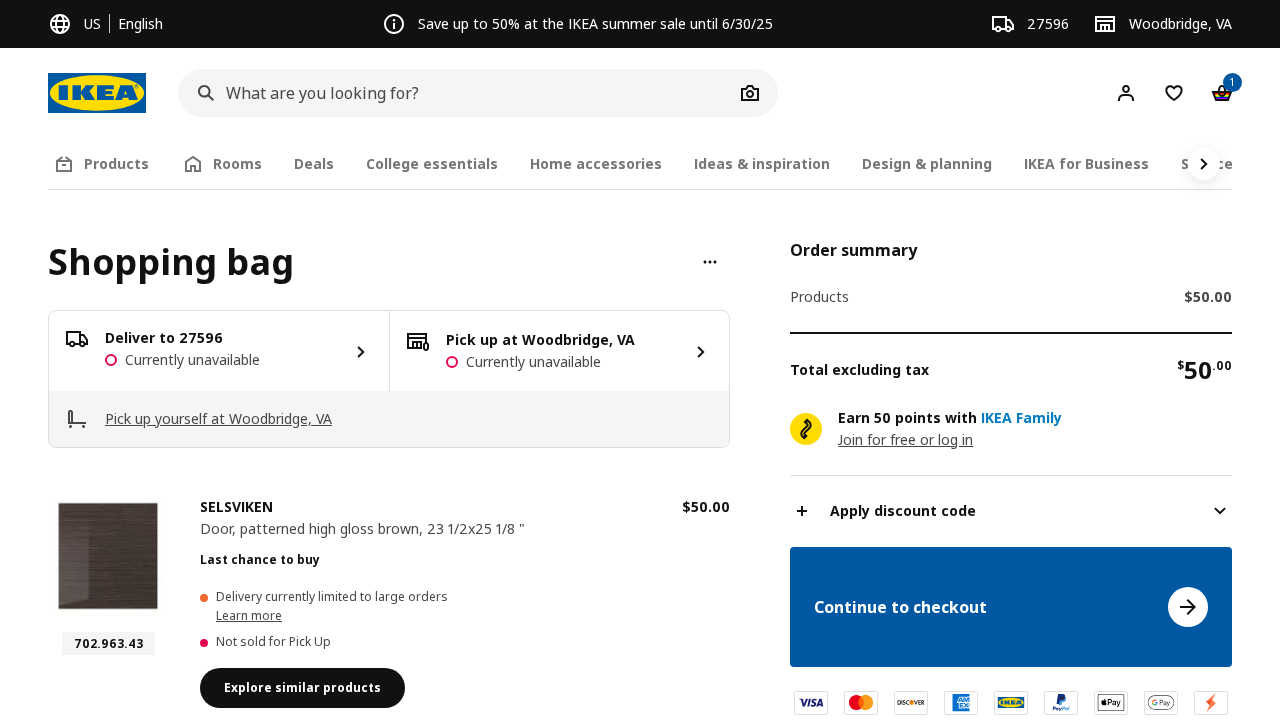 US
English
Save up to 50% at the IKEA summer sale until 6/30/25
27596
Woodbridge, VA
IKEA
What are you looking for?
1
Products
Rooms
Deals
College essentials
Home accessories
Ideas & inspiration
Design & planning
IKEA for Business
Shopping bag
Deliver to 27596
Currently unavailable
Pick up at Woodbridge, VA
Currently unavailable
Pick up yourself at Woodbridge, VA
SELSVIKEN
$50.00
Door, patterned high gloss brown, 23 1/2x25 1/8 "
Last chance to buy
Delivery currently limited to large orders
Learn more
Not sold for Pick Up
702.963.43
Explore similar products
Order summary
Products
$50.00
Total excluding tax
$50.00
Earn 50 points with IKEA Family
Join for free or log in
Apply discount code
Continue to checkout
VISA
DISCOVER
AMEX
IKEA
PayPal
Pay
G Pay